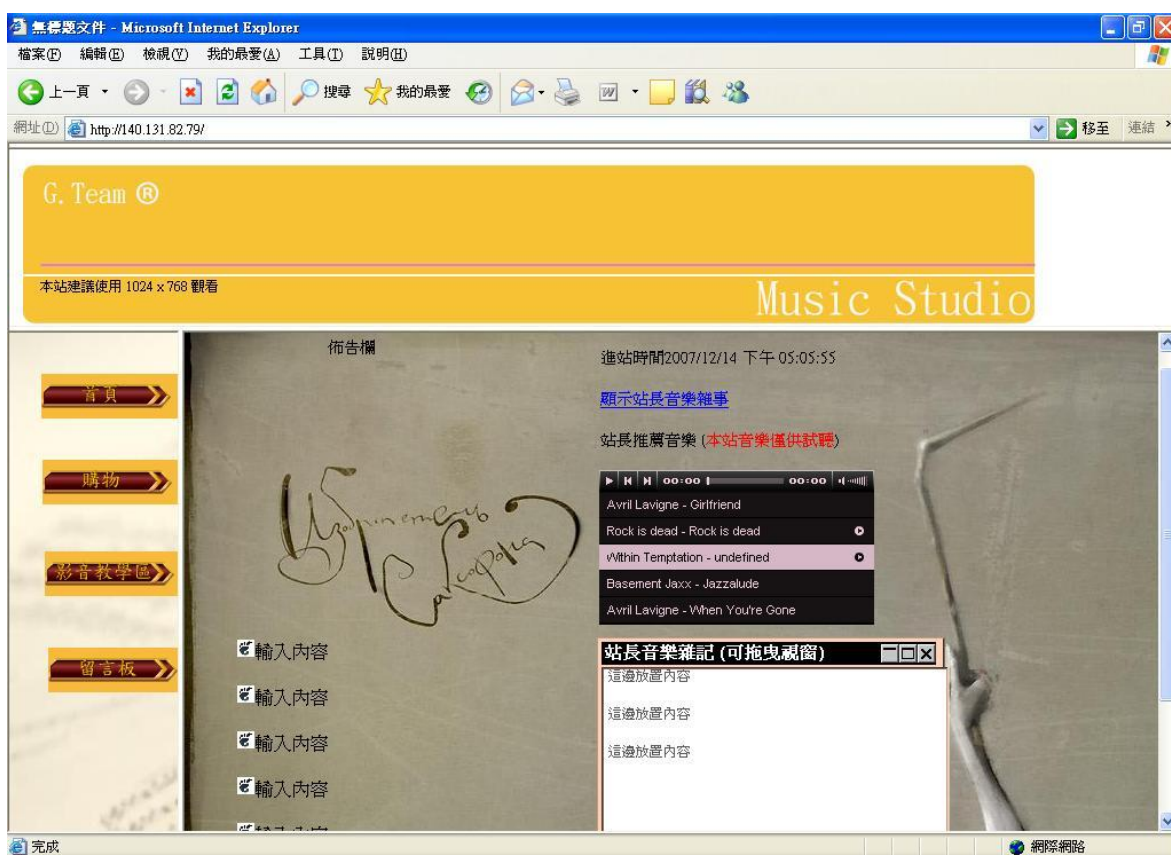 無標題文件 - Microsoft Internet Explorer
檔案(F) 編輯(E) 檢視(V) 我的最愛(A) 工具(T) 說明(H)
上一頁 搜尋 我的最愛
網址(D) http://140.131.82.79/ 移至 連結
G. Team ®
本站建議使用 1024 x 768 觀看
Music Studio
首頁
購物
影音教學區
留言板
佈告欄
進站時間2007/12/14 下午 05:05:55
顯示站長音樂雜事
站長推薦音樂 (本站音樂僅供試聽)
00:00 00:00
Avril Lavigne - Girlfriend
Rock is dead - Rock is dead
Within Temptation - undefined
Basement Jaxx - Jazzalude
Avril Lavigne - When You're Gone
輸入內容
輸入內容
輸入內容
輸入內容
站長音樂雜記 (可拖曳視窗)
這邊放置內容
這邊放置內容
這邊放置內容
完成 網際網路